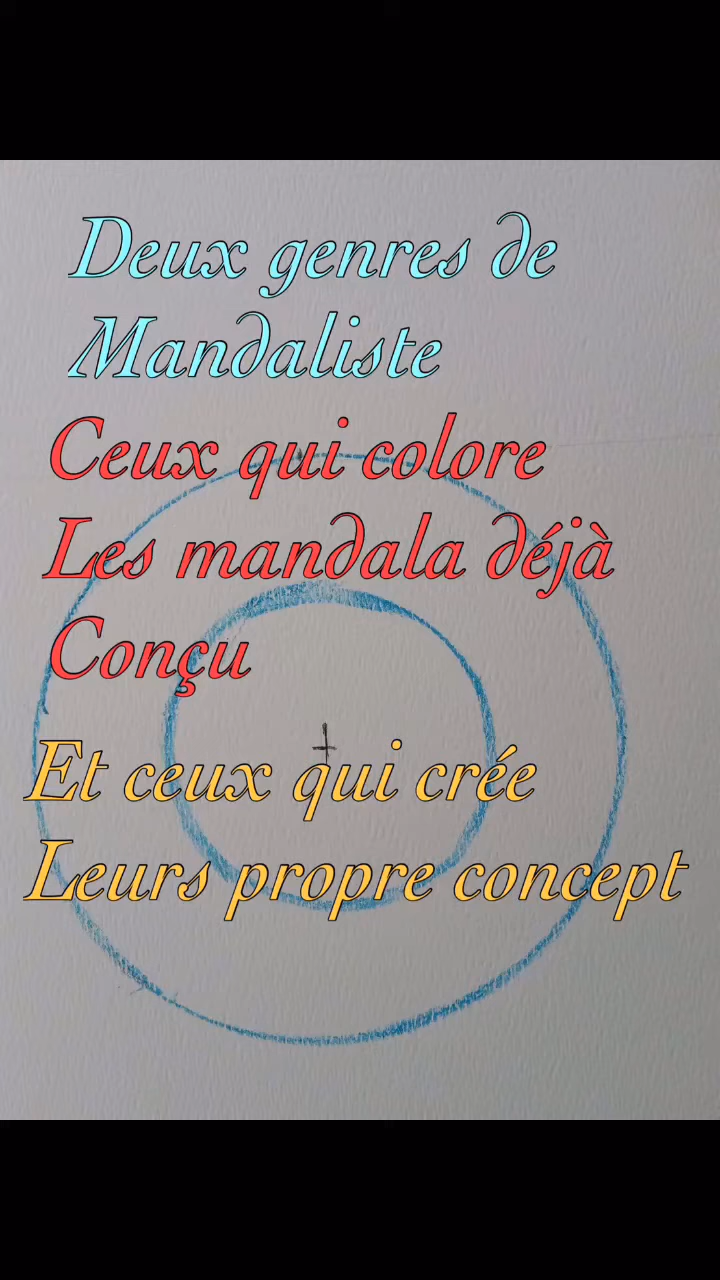 Deux genres de
Mandaliste
Ceux qui colore
Les mandala déjà
Conçu
Et ceux qui crée
Leurs propre concept